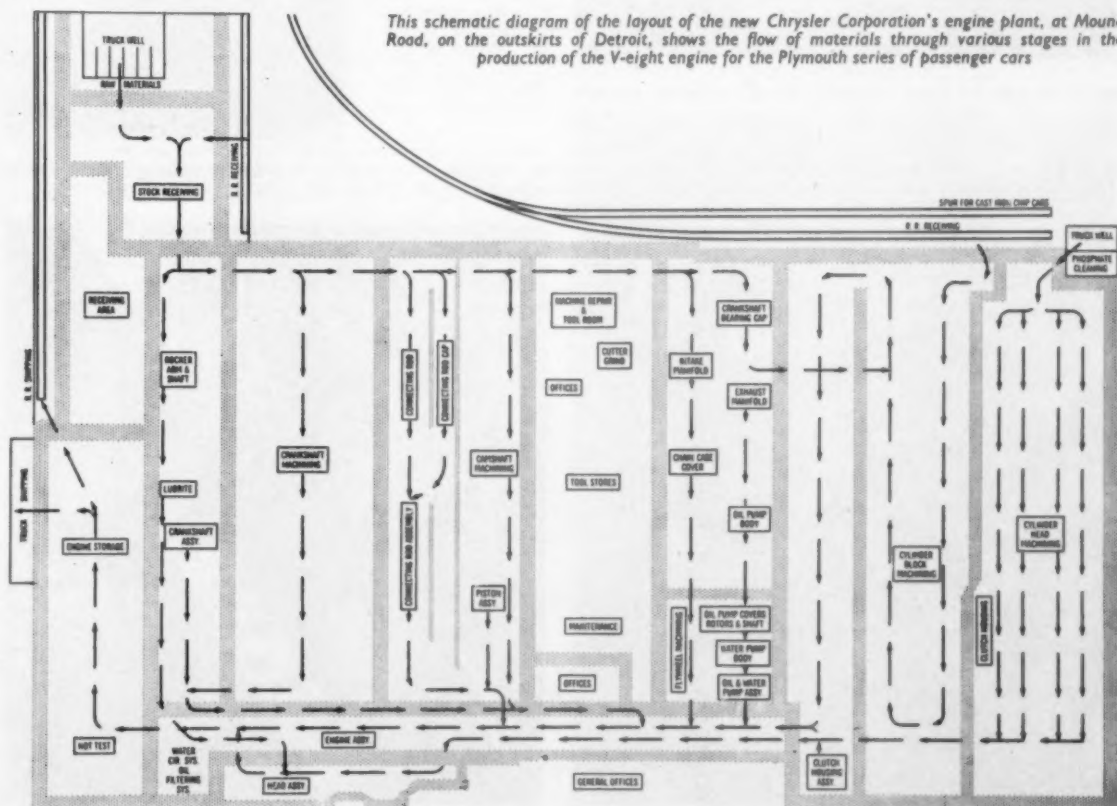 This schematic diagram of the layout of the new Chrysler Corporation's engine plant, at Moun
Road, on the outskirts of Detroit, shows the flow of materials through various stages in the
production of the V-eight engine for the Plymouth series of passenger cars
TRUCK WELL
RAW MATERIALS
R. R. RECEIVING
STOCK RECEIVING
SPUR FOR CAST IRON CHIP CARS
R. R. RECEIVING
TRUCK WELL
PHOSPHATE
CLEANING
RECEIVING
AREA
MACHINE REPAIR
&
TOOL ROOM
CRANKSHAFT
BEARING CAP
R. R. SHIPPING
ROCKER
ARM &
SHAFT
CONNECTING ROD
CONNECTING ROD CAP
CUTTER
GRIND
INTAKE
MANIFOLD
OFFICES
EXHAUST
MANIFOLD
CRANKSHAFT
MACHINING
CAMSHAFT
MACHINING
CHAIN CASE
COVER
TOOL STORES
LUBRITE
TRUCK SHIPPING
ENGINE STORAGE
CRANKSHAFT
ASSY
CONNECTING ROD ASSEMBLY
OIL PUMP
BODY
CYLINDER
HEAD
MACHINING
CYLINDER
BLOCK
MACHINING
PISTON
ASSY
OIL PUMP COVERS
ROTORS & SHAFT
CLUTCH HOUSING
MAINTENANCE
FLYWHEEL MACHINING
WATER PUMP
BODY
OFFICES
OIL & WATER
PUMP ASSY
HOT TEST
WATER
CIR. SYS.
OIL
FILTERING
SYS.
ENGINE ASSY
HEAD ASSY
GENERAL OFFICES
CLUTCH
HOUSING
ASSY